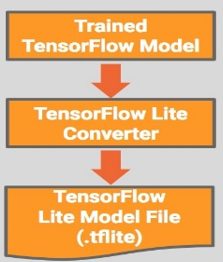 Trained
TensorFlow Model
TensorFlow Lite
Converter
TensorFlow
Lite Model File
(.tflite)